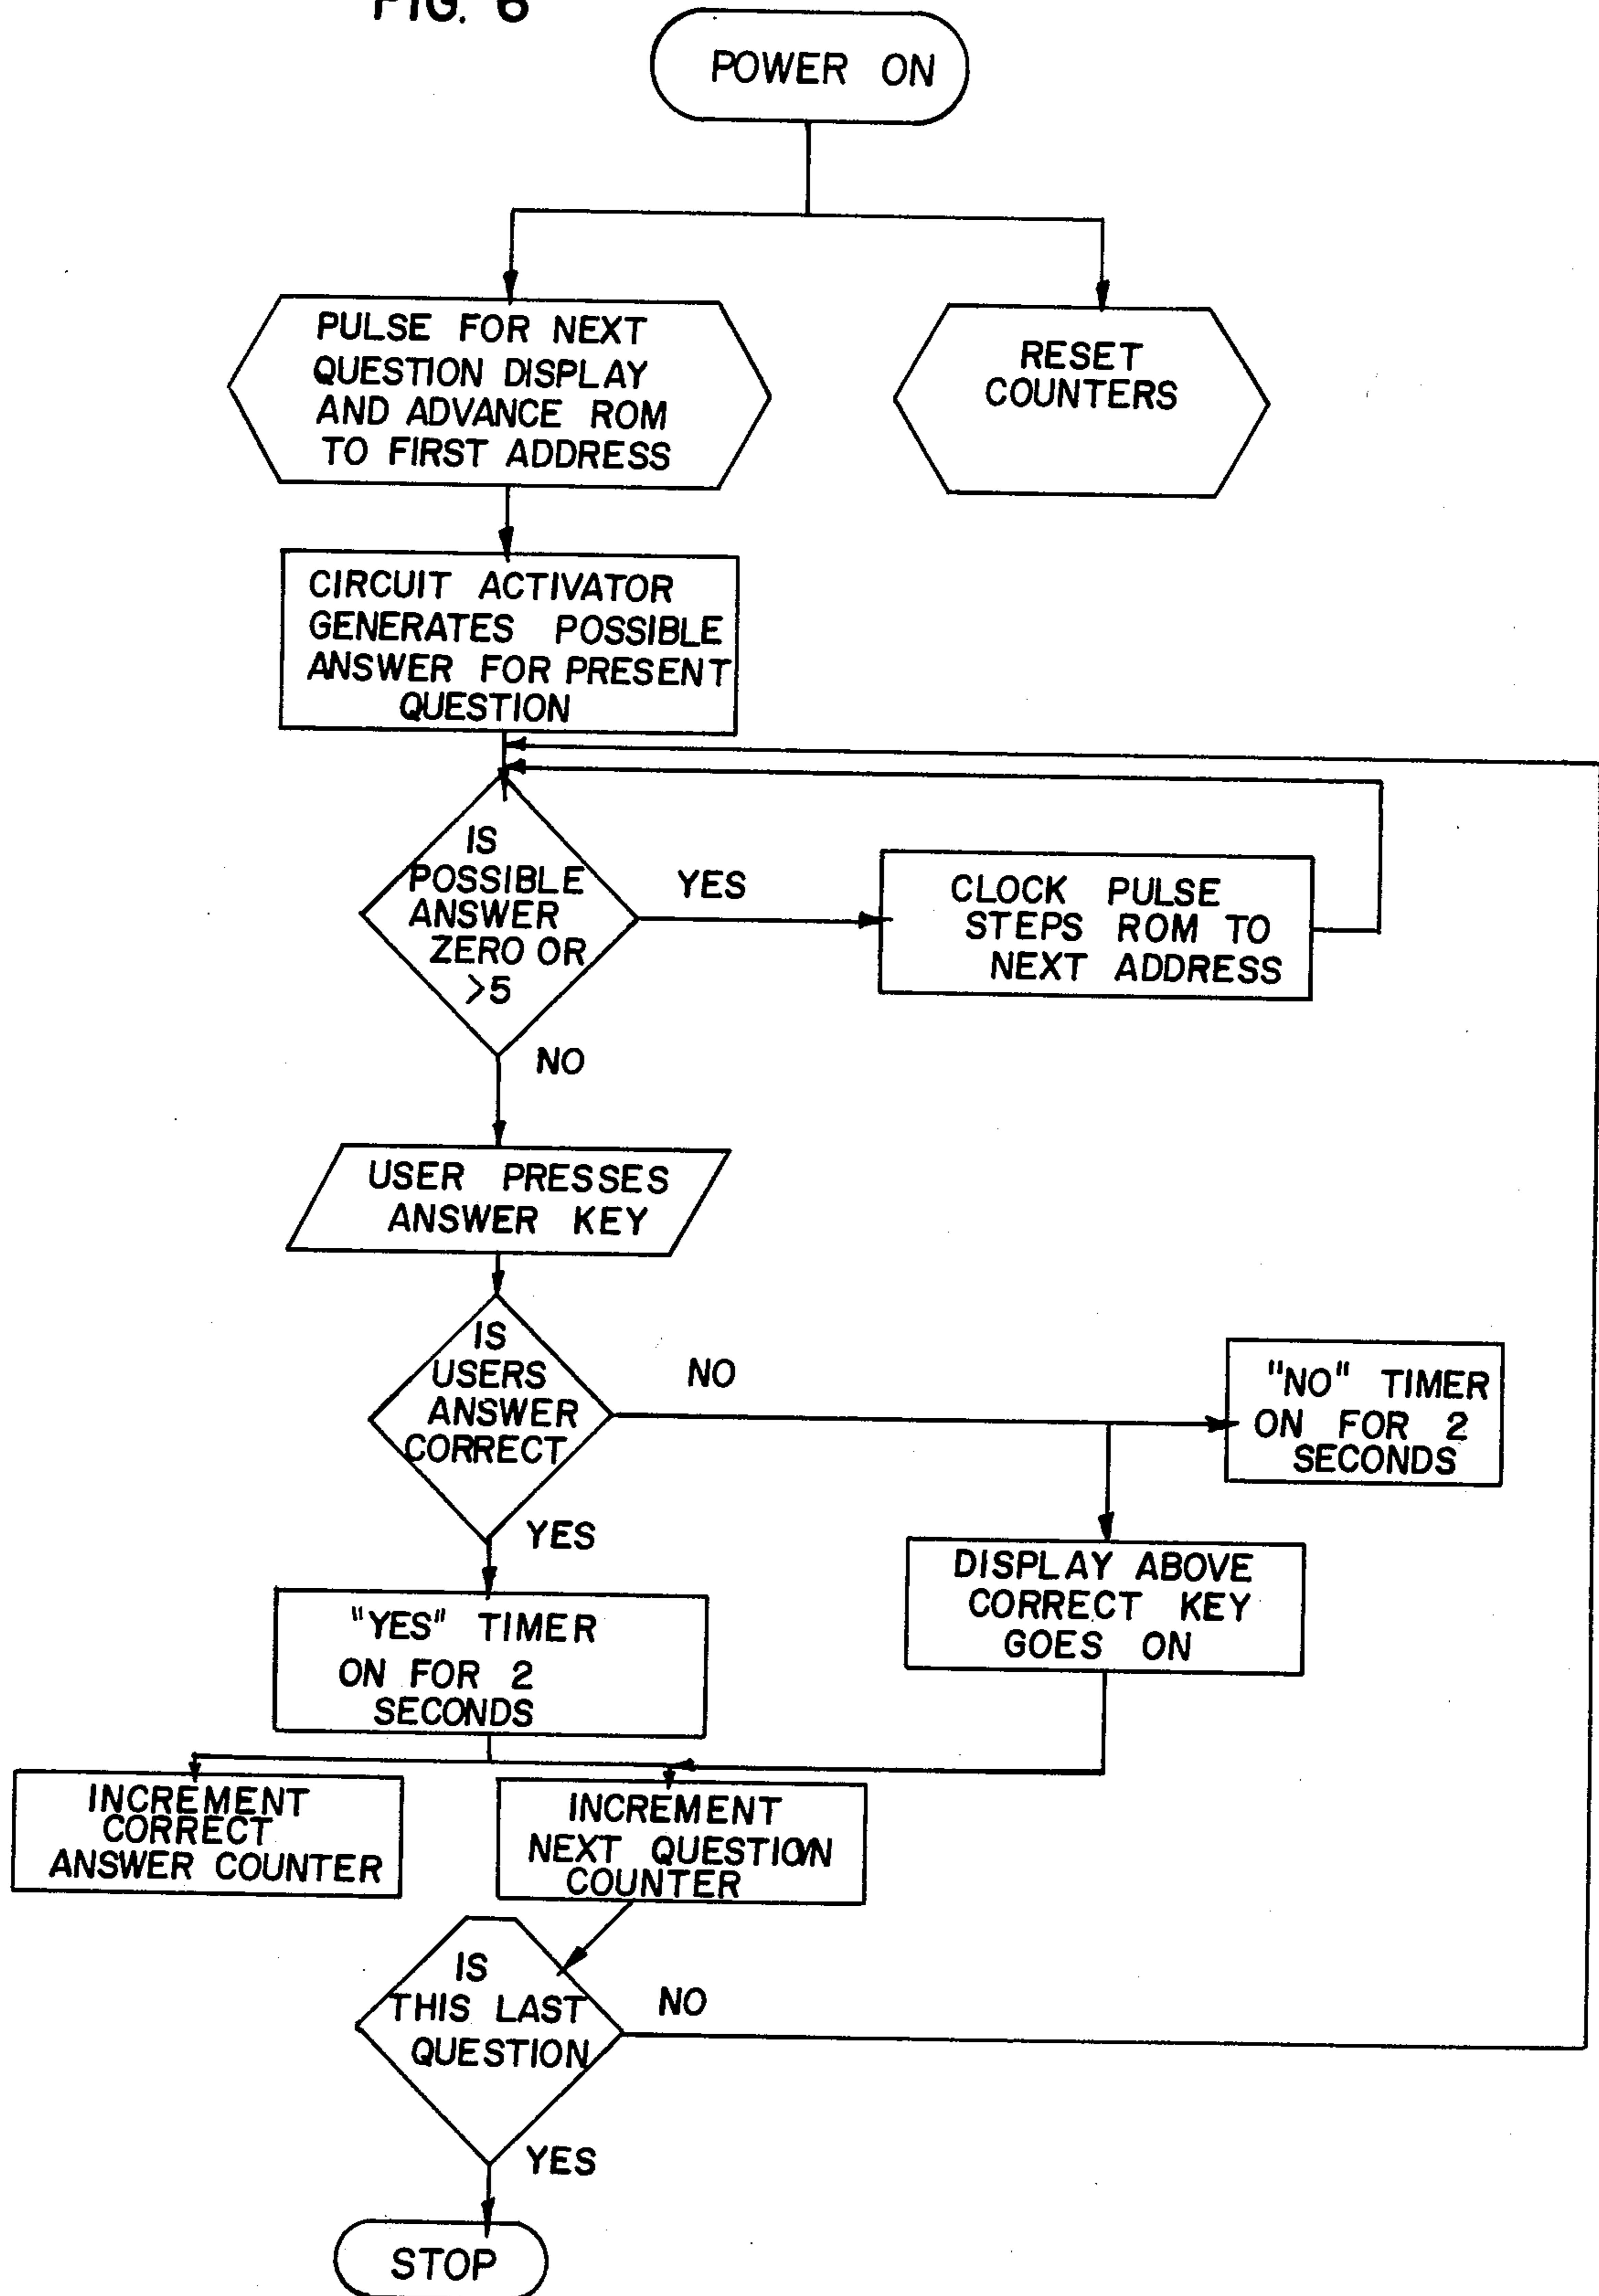 FIG. 6
POWER ON
PULSE FOR NEXT
QUESTION DISPLAY
AND ADVANCE ROM
TO FIRST ADDRESS
RESET
COUNTERS
CIRCUIT ACTIVATOR
GENERATES POSSIBLE
ANSWER FOR PRESENT
QUESTION
IS
POSSIBLE
ANSWER
ZERO OR
>5
YES
CLOCK PULSE
STEPS ROM TO
NEXT ADDRESS
NO
USER PRESSES
ANSWER KEY
IS
USERS
ANSWER
CORRECT
NO
"NO" TIMER
ON FOR 2
SECONDS
YES
DISPLAY ABOVE
CORRECT KEY
GOES ON
"YES" TIMER
ON FOR 2
SECONDS
INCREMENT
CORRECT
ANSWER COUNTER
INCREMENT
NEXT QUESTION
COUNTER
IS
THIS LAST
QUESTION
NO
YES
STOP